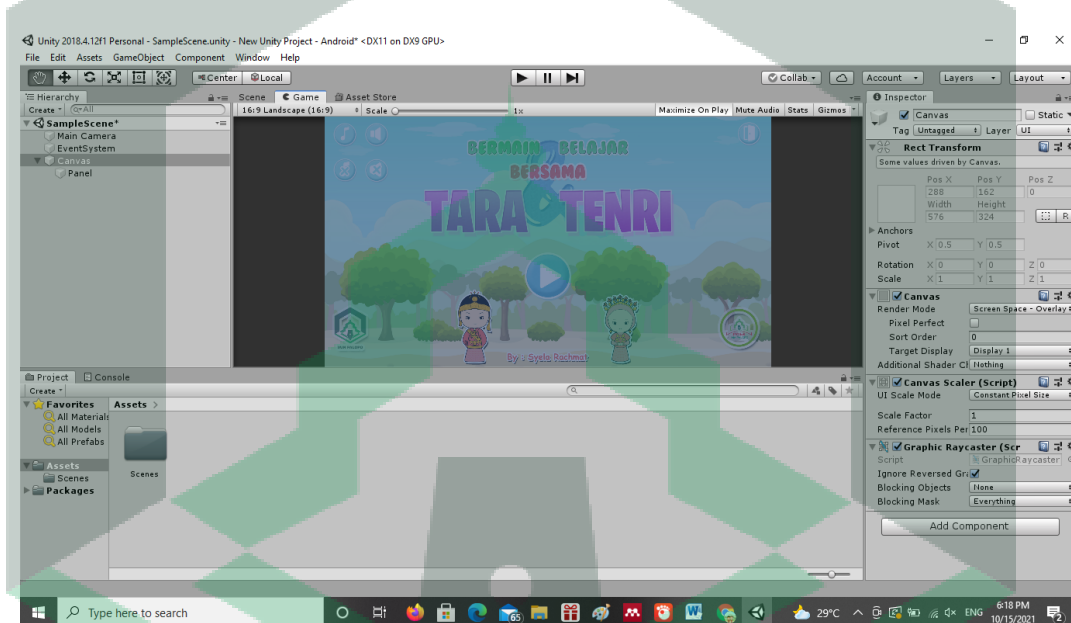 Unity 2018.4.12f1 Personal - SampleScene.unity - New Unity Project - Android* <DX11 on DX9 GPU>
File Edit Assets GameObject Component Window Help
Center Local Collab Account Layers Layout
Hierarchy
Create All
SampleScene*
Main Camera
EventSystem
Canvas
Panel
Scene Game Asset Store
16:9 Landscape (16:9) Scale 1x Maximize On Play Mute Audio Stats Gizmos
BERMAIN BELAJAR
BERSAMA
TARA & TENRI
By : Syele Rachmat
Inspector
Canvas Static
Tag Untagged Layer UI
Rect Transform
Some values driven by Canvas.
Pos X Pos Y Pos Z
288 162 0
Width Height
576 324
R
Anchors
Pivot X 0.5 Y 0.5
Rotation X 0 Y 0 Z 0
Scale X 1 Y 1 Z 1
Canvas
Render Mode Screen Space - Overlay
Pixel Perfect
Sort Order 0
Target Display Display 1
Additional Shader Cl Nothing
Canvas Scaler (Script)
UI Scale Mode Constant Pixel Size
Scale Factor 1
Reference Pixels Per 100
Graphic Raycaster (Scr
Script GraphicRaycaster
Ignore Reversed Gra
Blocking Objects None
Blocking Mask Everything
Add Component
Project Console
Create
Favorites
All Materials
All Models
All Prefabs
Assets
Scenes
Packages
Assets >
Scenes
Type here to search
65
29°C ENG
6:18 PM
10/15/2021
2